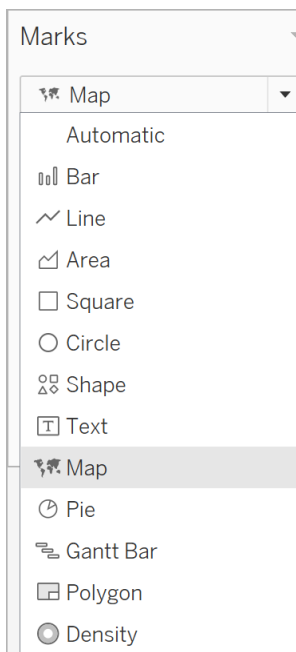 Marks
Map
Automatic
Bar
Line
Area
Square
Circle
Shape
Text
Map
Pie
Gantt Bar
Polygon
Density